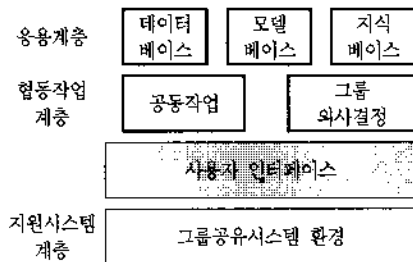 응용계층
데이터
베이스
모델
베이스
지식
베이스
협동작업
계층
공동작업
그룹
의사결정
사용자 인터페이스
지원시스템
계층
그룹공유시스템 환경